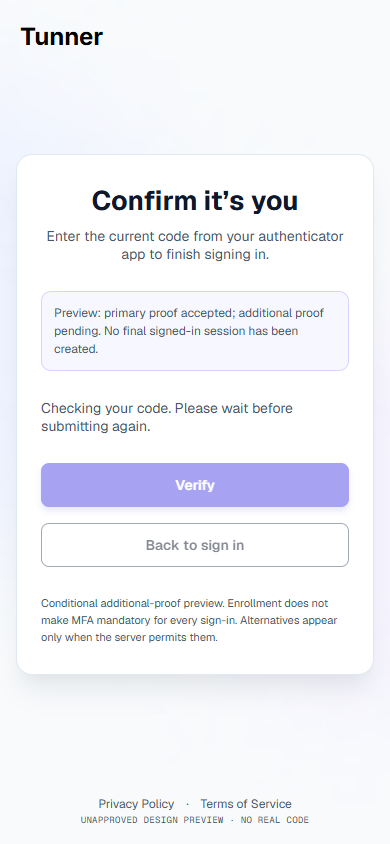 Tunner
Confirm it’s you
Enter the current code from your authenticator
app to finish signing in.
Preview: primary proof accepted; additional proof
pending. No final signed-in session has been
created.
Checking your code. Please wait before
submitting again.
Verify
Back to sign in
Conditional additional-proof preview. Enrollment does not
make MFA mandatory for every sign-in. Alternatives appear
only when the server permits them.
Privacy Policy · Terms of Service
UNAPPROVED DESIGN PREVIEW · NO REAL CODE